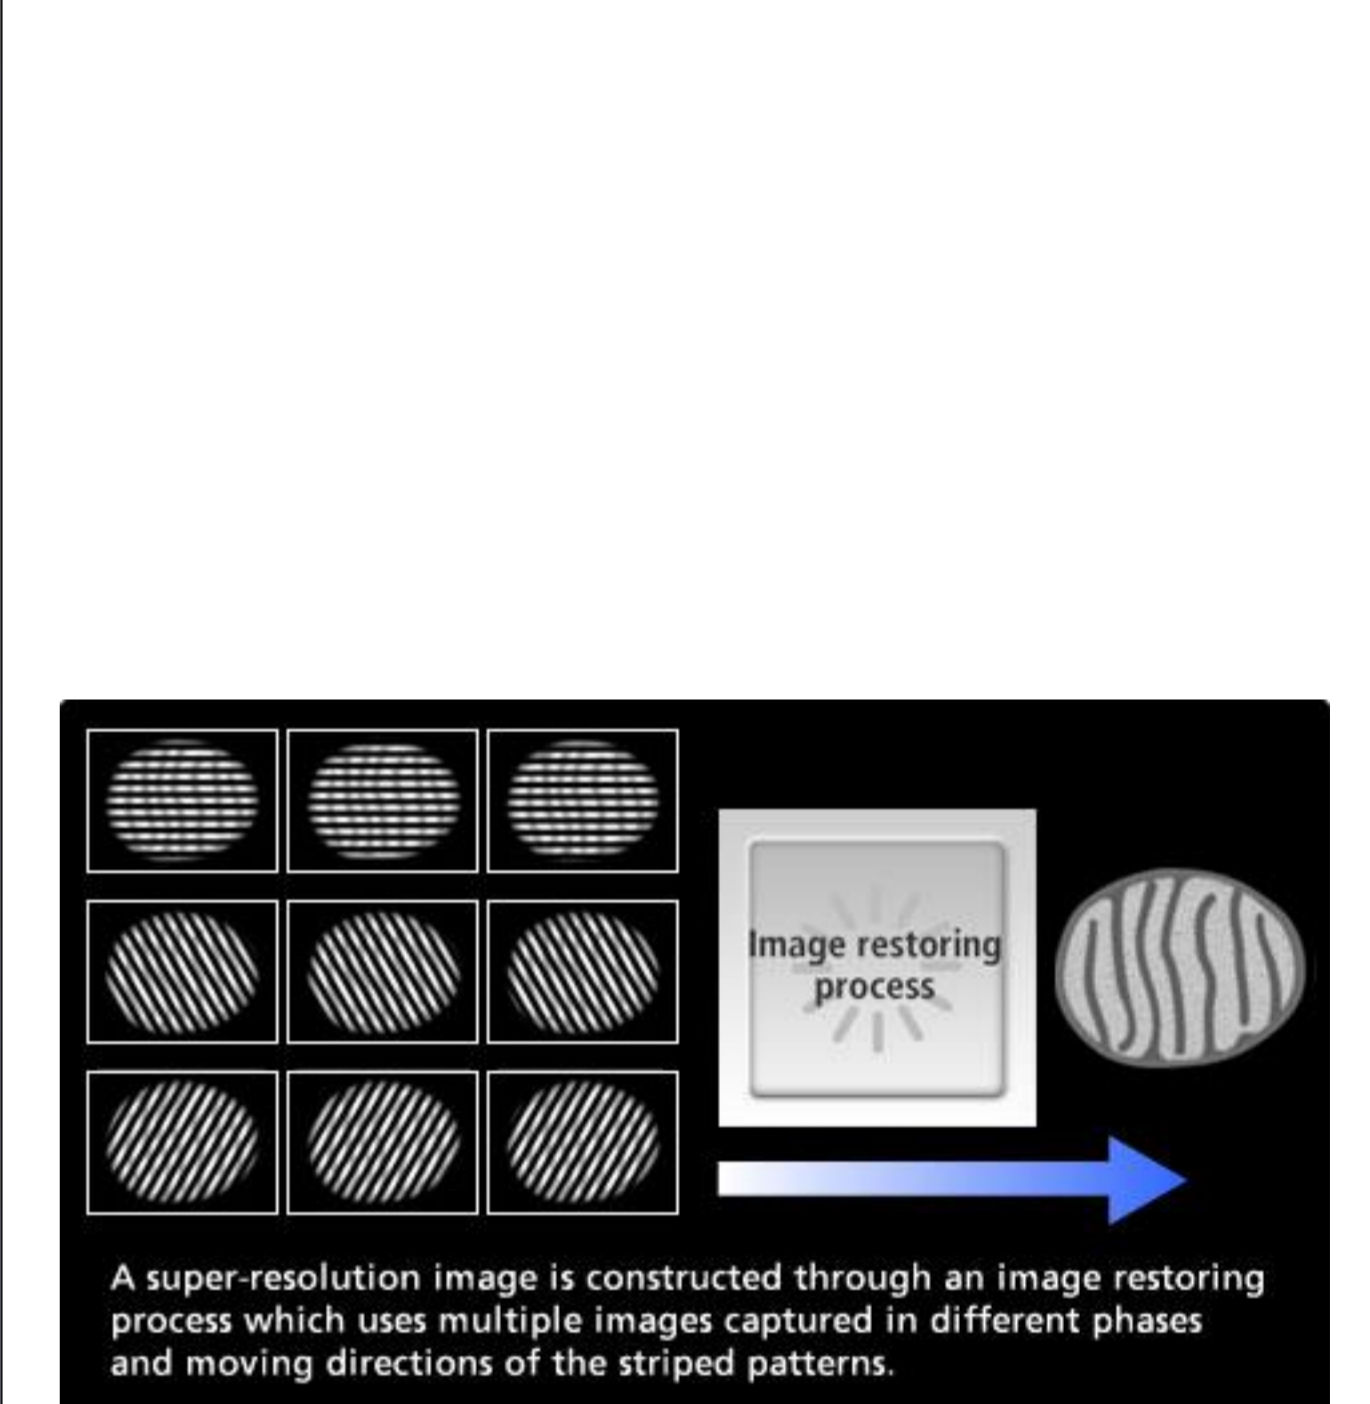 Image restoring
process
A super-resolution image is constructed through an image restoring
process which uses multiple images captured in different phases
and moving directions of the striped patterns.